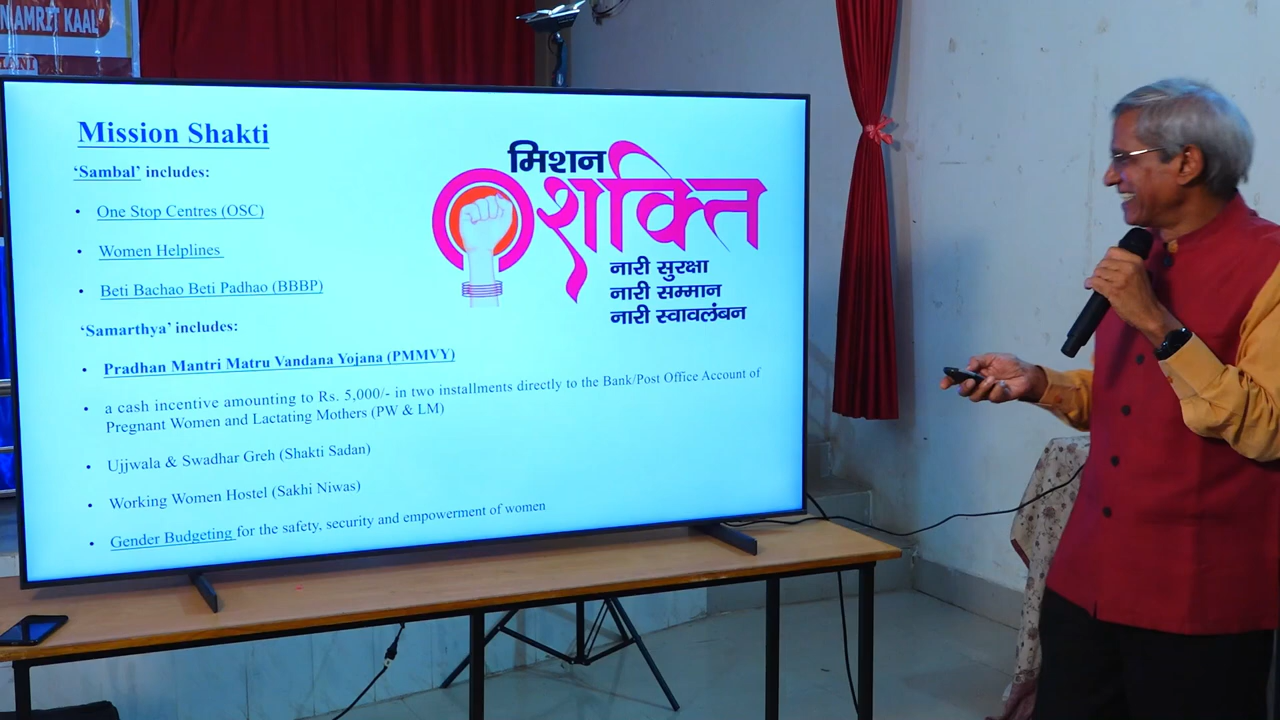 N AMRIT KAAL"
MANI
Mission Shakti
‘Sambal’ includes:
• One Stop Centres (OSC)
• Women Helplines
• Beti Bachao Beti Padhao (BBBP)
‘Samarthya’ includes:
• Pradhan Mantri Matru Vandana Yojana (PMMVY)
• a cash incentive amounting to Rs. 5,000/- in two installments directly to the Bank/Post Office Account of
Pregnant Women and Lactating Mothers (PW & LM)
• Ujjwala & Swadhar Greh (Shakti Sadan)
• Working Women Hostel (Sakhi Niwas)
• Gender Budgeting for the safety, security and empowerment of women
मिशन
शक्ति
नारी सुरक्षा
नारी सम्मान
नारी स्वावलंबन